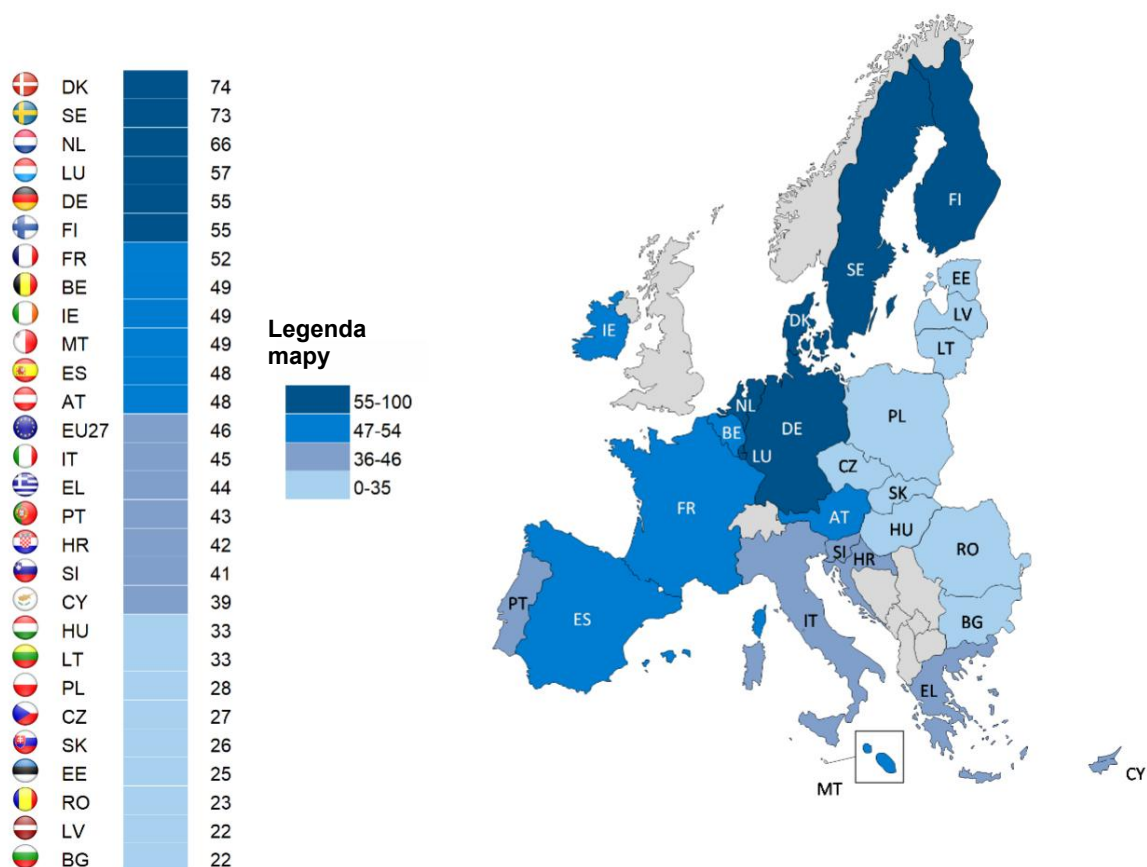 DK 74
SE 73
NL 66
LU 57
DE 55
FI 55
FR 52
BE 49
IE 49
MT 49
ES 48
AT 48
EU27 46
IT 45
EL 44
PT 43
HR 42
SI 41
CY 39
HU 33
LT 33
PL 28
CZ 27
SK 26
EE 25
RO 23
LV 22
BG 22
Legenda
mapy
55-100
47-54
36-46
0-35
FI
SE
EE
LV
LT
DK
IE
NL
PL
BE
DE
LU
CZ
SK
FR
AT
HU
RO
SI
HR
PT
ES
IT
BG
EL
MT
CY